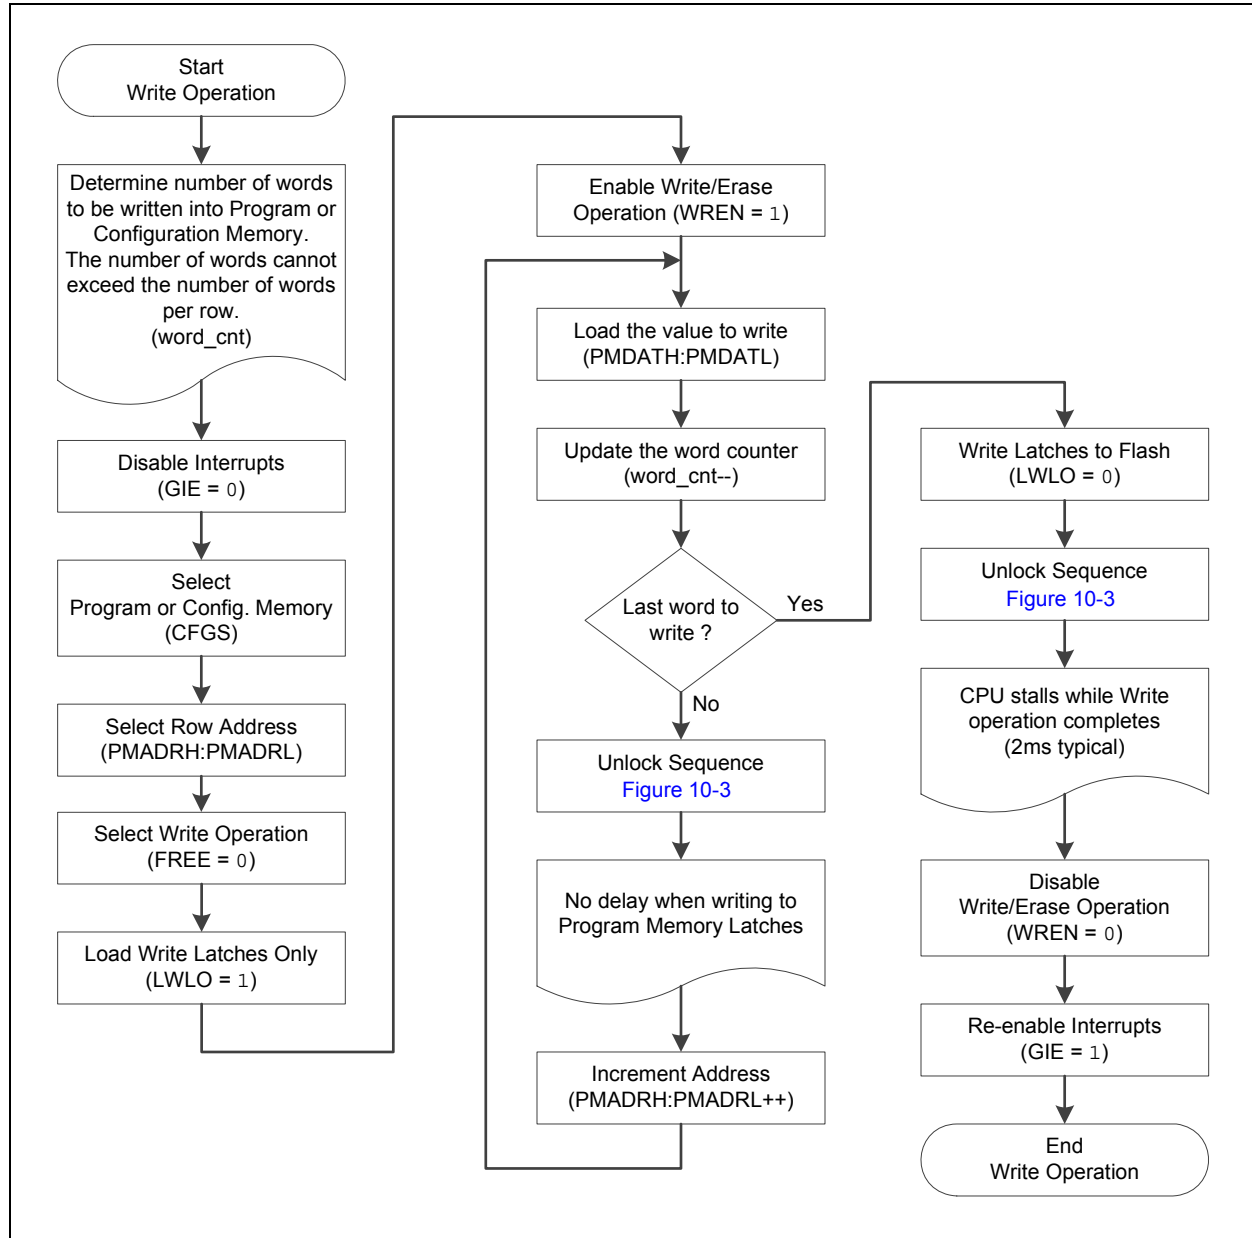 Start
Write Operation
Determine number of words
to be written into Program or
Configuration Memory.
The number of words cannot
exceed the number of words
per row.
(word_cnt)
Disable Interrupts
(GIE = 0)
Select
Program or Config. Memory
(CFGS)
Select Row Address
(PMADRH:PMADRL)
Select Write Operation
(FREE = 0)
Load Write Latches Only
(LWLO = 1)
Enable Write/Erase
Operation (WREN = 1)
Load the value to write
(PMDATH:PMDATL)
Update the word counter
(word_cnt--)
Last word to
write ?
Yes
No
Unlock Sequence
Figure 10-3
No delay when writing to
Program Memory Latches
Increment Address
(PMADRH:PMADRL++)
Write Latches to Flash
(LWLO = 0)
Unlock Sequence
Figure 10-3
CPU stalls while Write
operation completes
(2ms typical)
Disable
Write/Erase Operation
(WREN = 0)
Re-enable Interrupts
(GIE = 1)
End
Write Operation